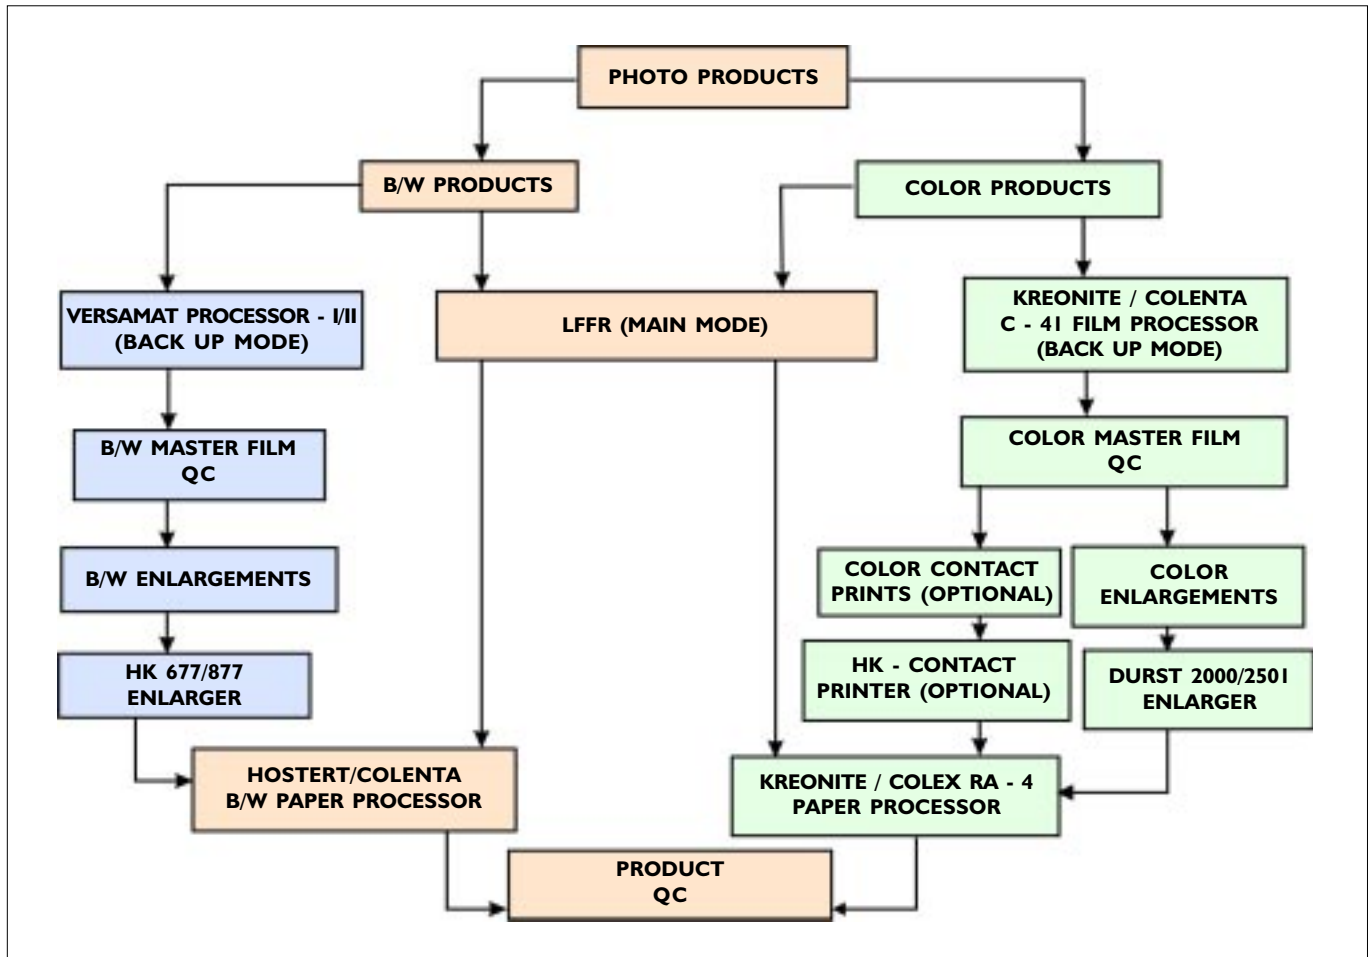 PHOTO PRODUCTS
B/W PRODUCTS
COLOR PRODUCTS
VERSAMAT PROCESSOR - I/II
(BACK UP MODE)
LFFR (MAIN MODE)
KREONITE / COLENTA
C - 41 FILM PROCESSOR
(BACK UP MODE)
B/W MASTER FILM
QC
COLOR MASTER FILM
QC
B/W ENLARGEMENTS
COLOR CONTACT
PRINTS (OPTIONAL)
COLOR
ENLARGEMENTS
HK 677/877
ENLARGER
HK - CONTACT
PRINTER (OPTIONAL)
DURST 2000/2501
ENLARGER
HOSTERT/COLENTA
B/W PAPER PROCESSOR
KREONITE / COLEX RA - 4
PAPER PROCESSOR
PRODUCT
QC